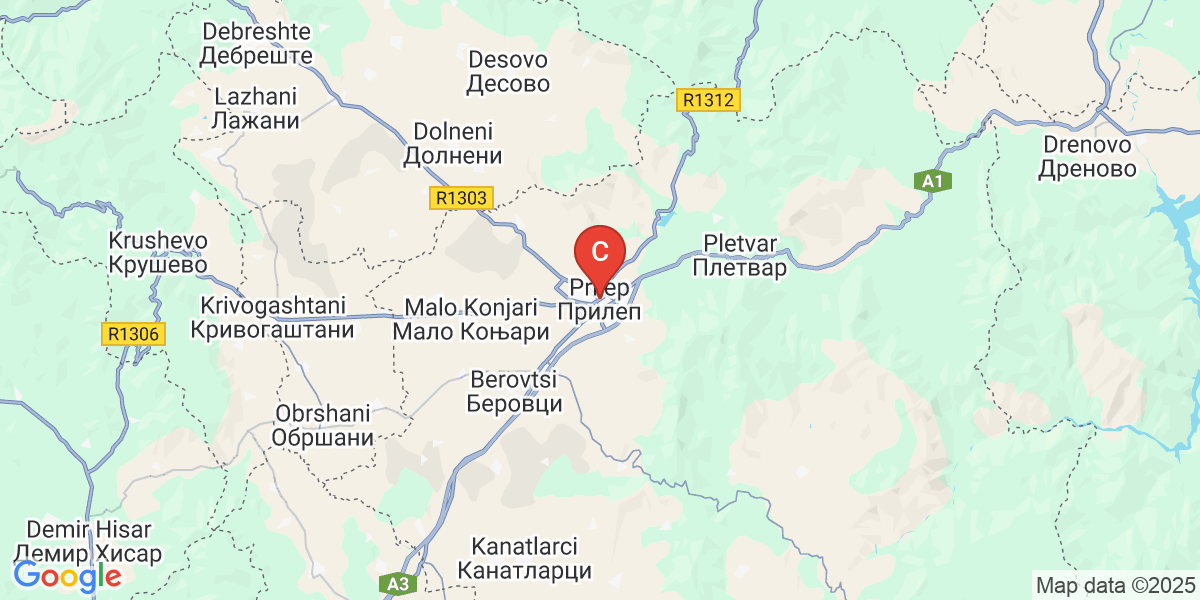 Debreshte
Дебреште
Desovo
Десово
Lazhani
Лажани
R1312
Dolneni
Долнени
Drenovo
Дреново
A1
R1303
Krushevo
Крушево
C
Pletvar
Плетвар
Prilep
Прилеп
Krivogashtani
Кривогаштани
Malo Konjari
Мало Коњари
R1306
Berovtsi
Беровци
Obrshani
Обршани
Demir Hisar
Демир Хисар
Kanatlarci
Канатларци
A3
Google
Map data ©2025